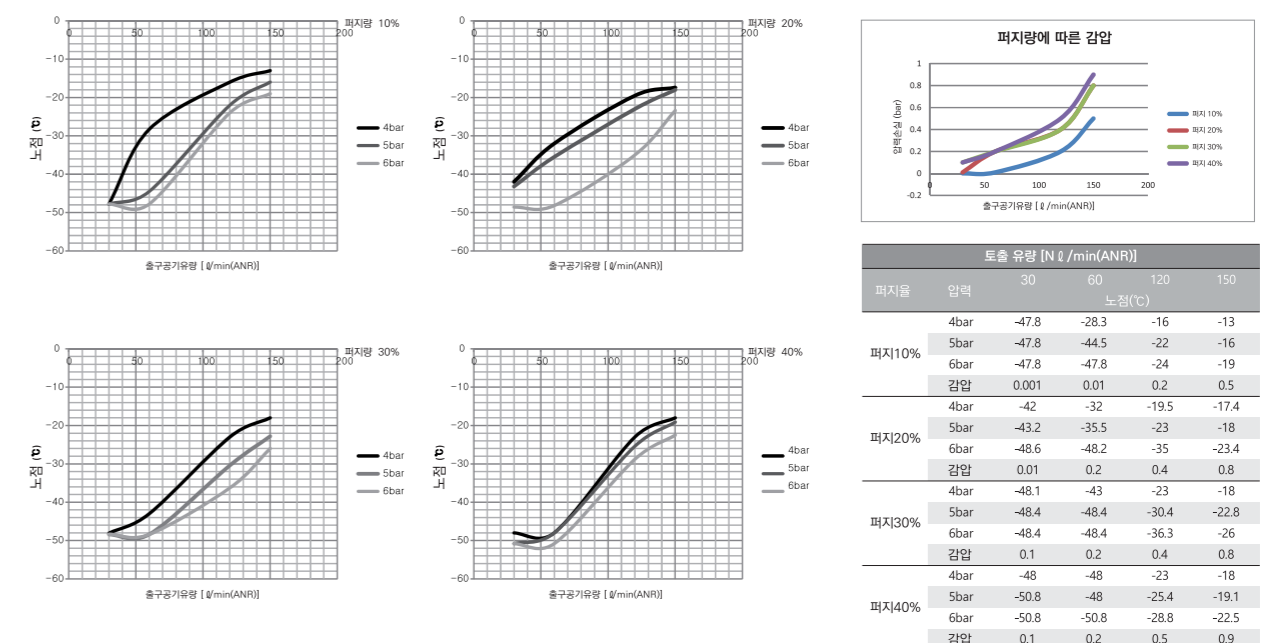 퍼지량 10%
0
-10
-20
-30
-40
-50
-60
0 50 100 150 200
노점 (℃)
4bar
5bar
6bar
출구공기유량 [ℓ/min(ANR)]
퍼지량 20%
0
-10
-20
-30
-40
-50
-60
0 50 100 150 200
노점 (℃)
4bar
5bar
6bar
출구공기유량 [ℓ/min(ANR)]
퍼지량 30%
0
-10
-20
-30
-40
-50
-60
0 50 100 150 200
노점 (℃)
4bar
5bar
6bar
출구공기유량 [ℓ/min(ANR)]
퍼지량 40%
0
-10
-20
-30
-40
-50
-60
0 50 100 150 200
노점 (℃)
4bar
5bar
6bar
출구공기유량 [ℓ/min(ANR)]
퍼지량에 따른 감압
1
0.8
0.6
0.4
0.2
0
-0.2
0 50 100 150 200
압력손실 (bar)
퍼지 10%
퍼지 20%
퍼지 30%
퍼지 40%
출구공기유량 [ℓ/min(ANR)]
토출 유량 [Nℓ/min(ANR)]
퍼지율 압력 30 60 120 150
노점(℃)
퍼지10%
4bar -47.8 -28.3 -16 -13
5bar -47.8 -44.5 -22 -16
6bar -47.8 -47.8 -24 -19
감압 0.001 0.01 0.2 0.5
퍼지20%
4bar -42 -32 -19.5 -17.4
5bar -43.2 -35.5 -23 -18
6bar -48.6 -48.2 -35 -23.4
감압 0.01 0.2 0.4 0.8
퍼지30%
4bar -48.1 -43 -23 -18
5bar -48.4 -48.4 -30.4 -22.8
6bar -48.4 -48.4 -36.3 -26
감압 0.1 0.2 0.4 0.8
퍼지40%
4bar -48 -48 -23 -18
5bar -50.8 -48 -25.4 -19.1
6bar -50.8 -50.8 -28.8 -22.5
감압 0.1 0.2 0.5 0.9